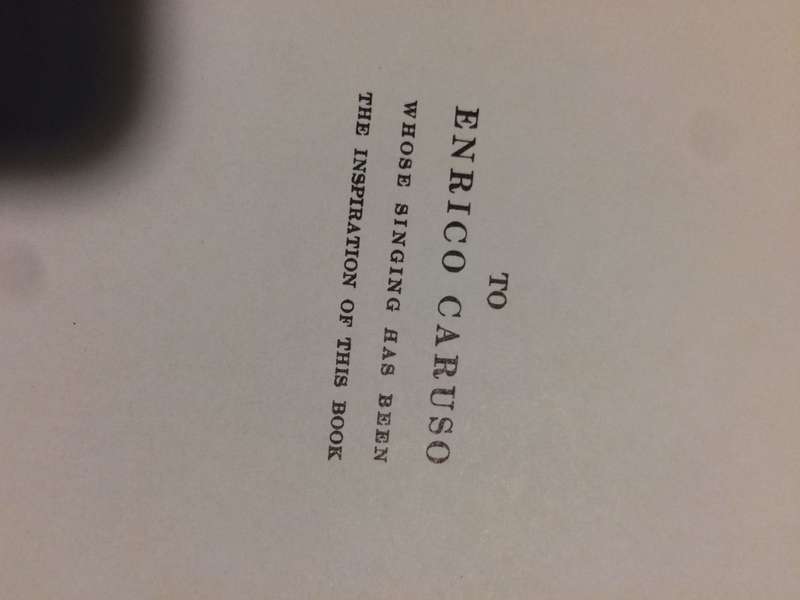 TO
ENRICO CARUSO
WHOSE SINGING HAS BEEN
THE INSPIRATION OF THIS BOOK